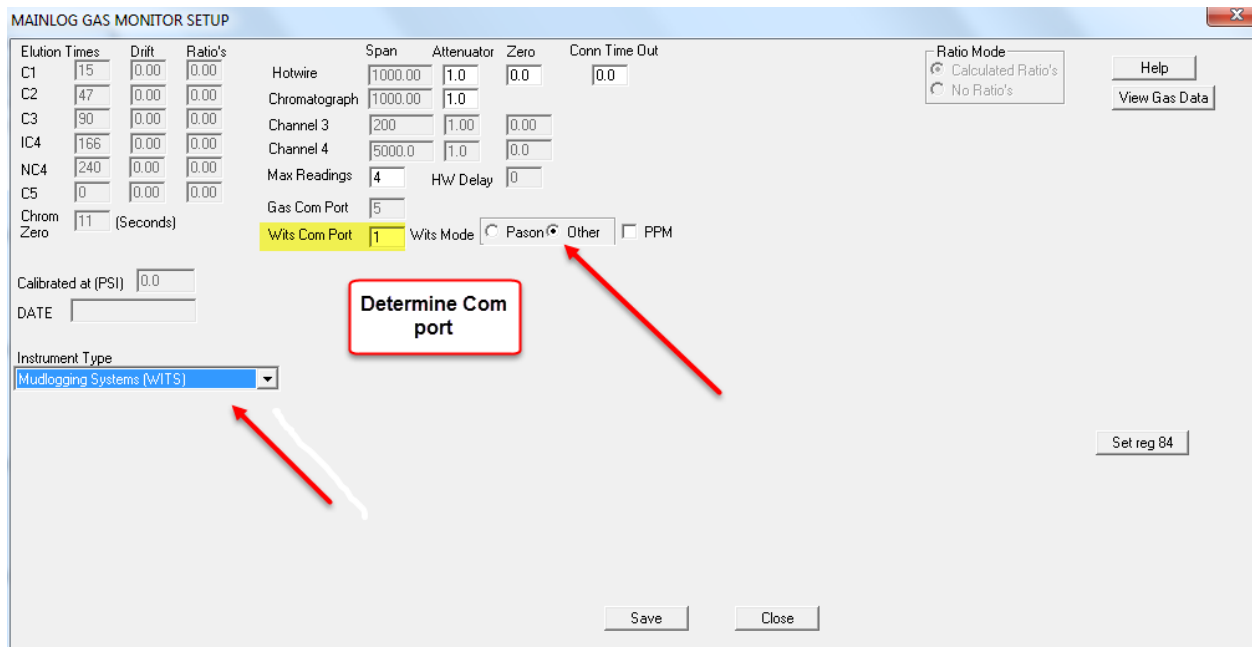 MAINLOG GAS MONITOR SETUP
Elution Times Drift Ratio's Span Attenuator Zero Conn Time Out Ratio Mode
C1 15 0.00 0.00 Hotwire 1000.00 1.0 0.0 0.0 Calculated Ratio's Help
C2 47 0.00 0.00 Chromatograph 1000.00 1.0 No Ratio's View Gas Data
C3 90 0.00 0.00 Channel 3 200 1.00 0.00
IC4 166 0.00 0.00 Channel 4 5000.0 1.0 0.0
NC4 240 0.00 0.00 Max Readings 4 HW Delay 0
C5 0 0.00 0.00 Gas Com Port 5
Chrom Zero 11 (Seconds) Wits Com Port 1 Wits Mode Pason Other PPM
Calibrated at (PSI) 0.0
DATE
Determine Com
port
Instrument Type
Mudlogging Systems (WITS)
Set reg 84
Save Close